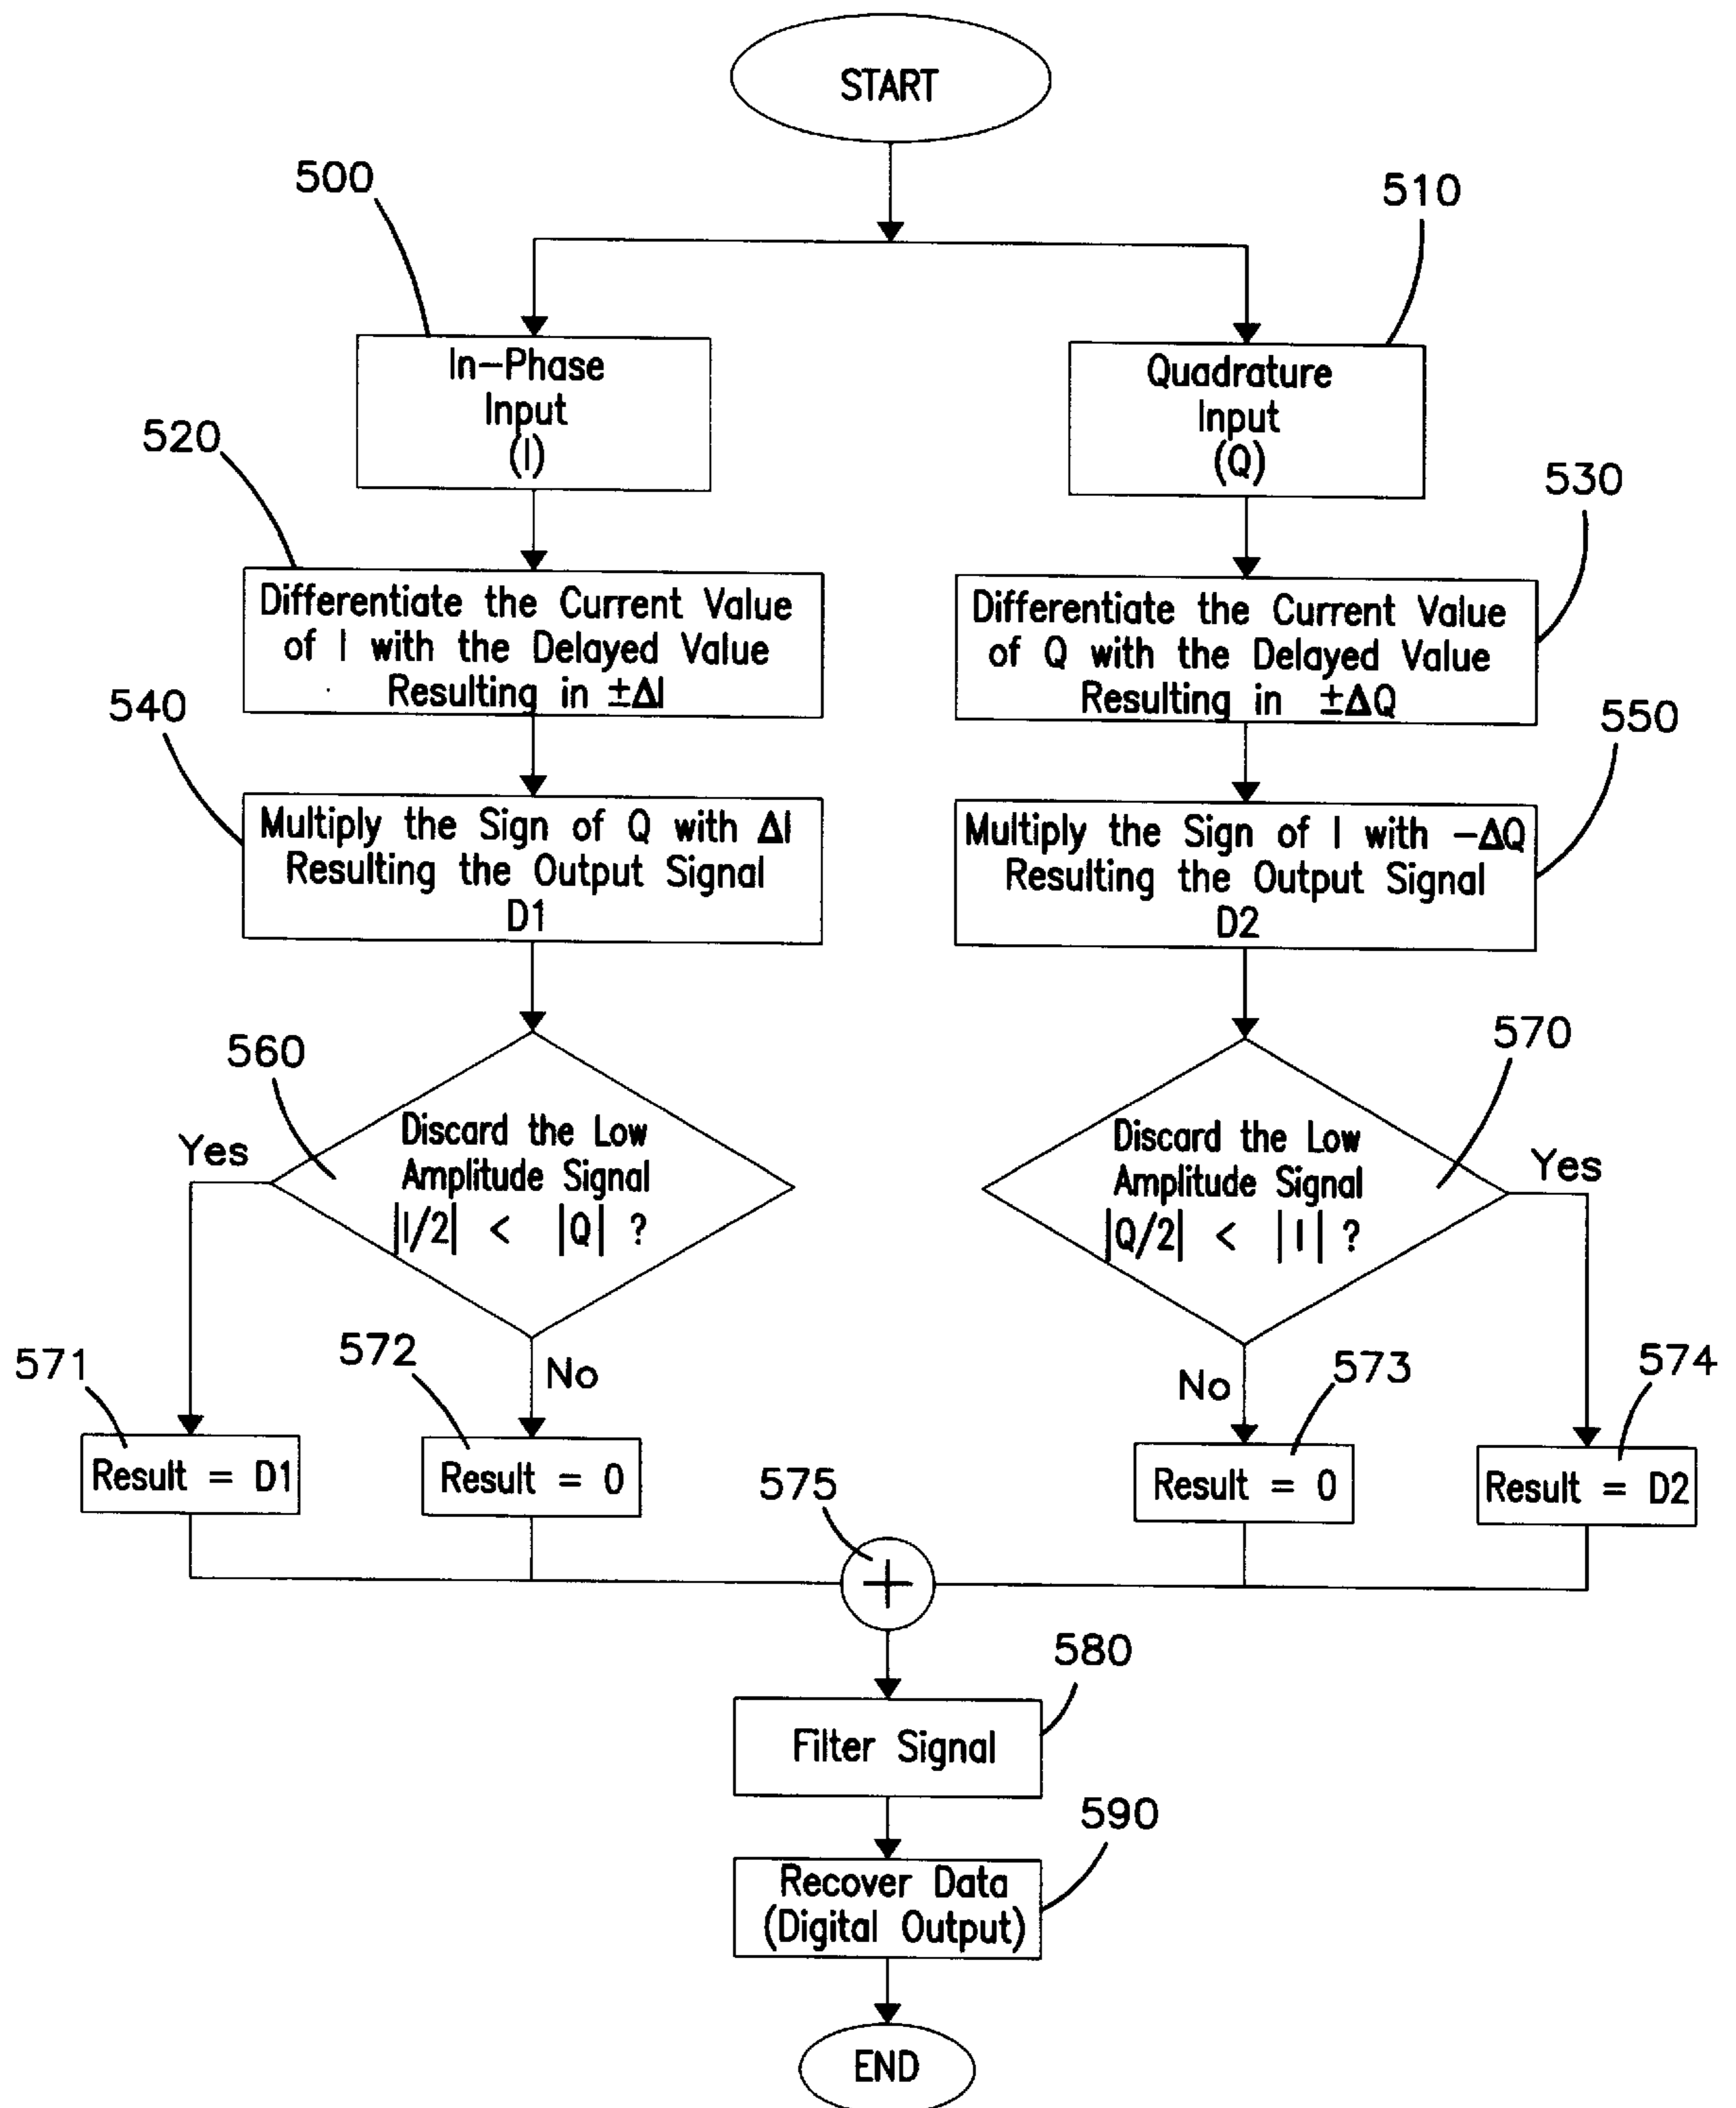 START
500
510
In-Phase
Input
(I)
Quadrature
Input
(Q)
520
530
Differentiate the Current Value
of I with the Delayed Value
Resulting in ±ΔI
Differentiate the Current Value
of Q with the Delayed Value
Resulting in ±ΔQ
540
550
Multiply the Sign of Q with ΔI
Resulting the Output Signal
D1
Multiply the Sign of I with -ΔQ
Resulting the Output Signal
D2
560
570
Yes
Discard the Low
Amplitude Signal
|I/2| < |Q| ?
Discard the Low
Amplitude Signal
|Q/2| < |I| ?
Yes
571
572
No
No
573
574
Result = D1
Result = 0
Result = 0
Result = D2
575
+
580
Filter Signal
590
Recover Data
(Digital Output)
END